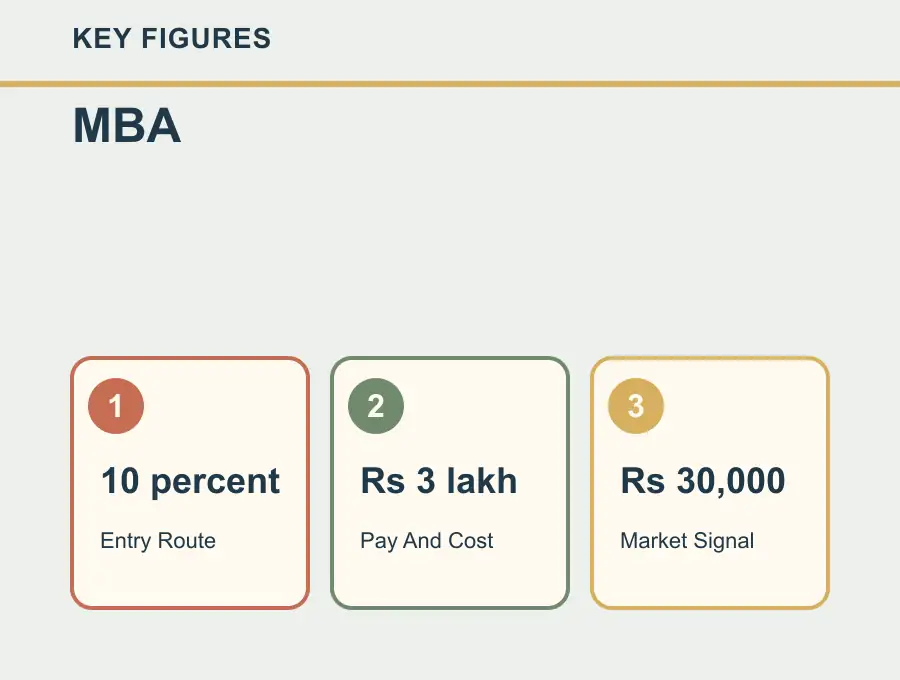 KEY FIGURES
MBA
1
10 percent
Entry Route
2
Rs 3 lakh
Pay And Cost
3
Rs 30,000
Market Signal